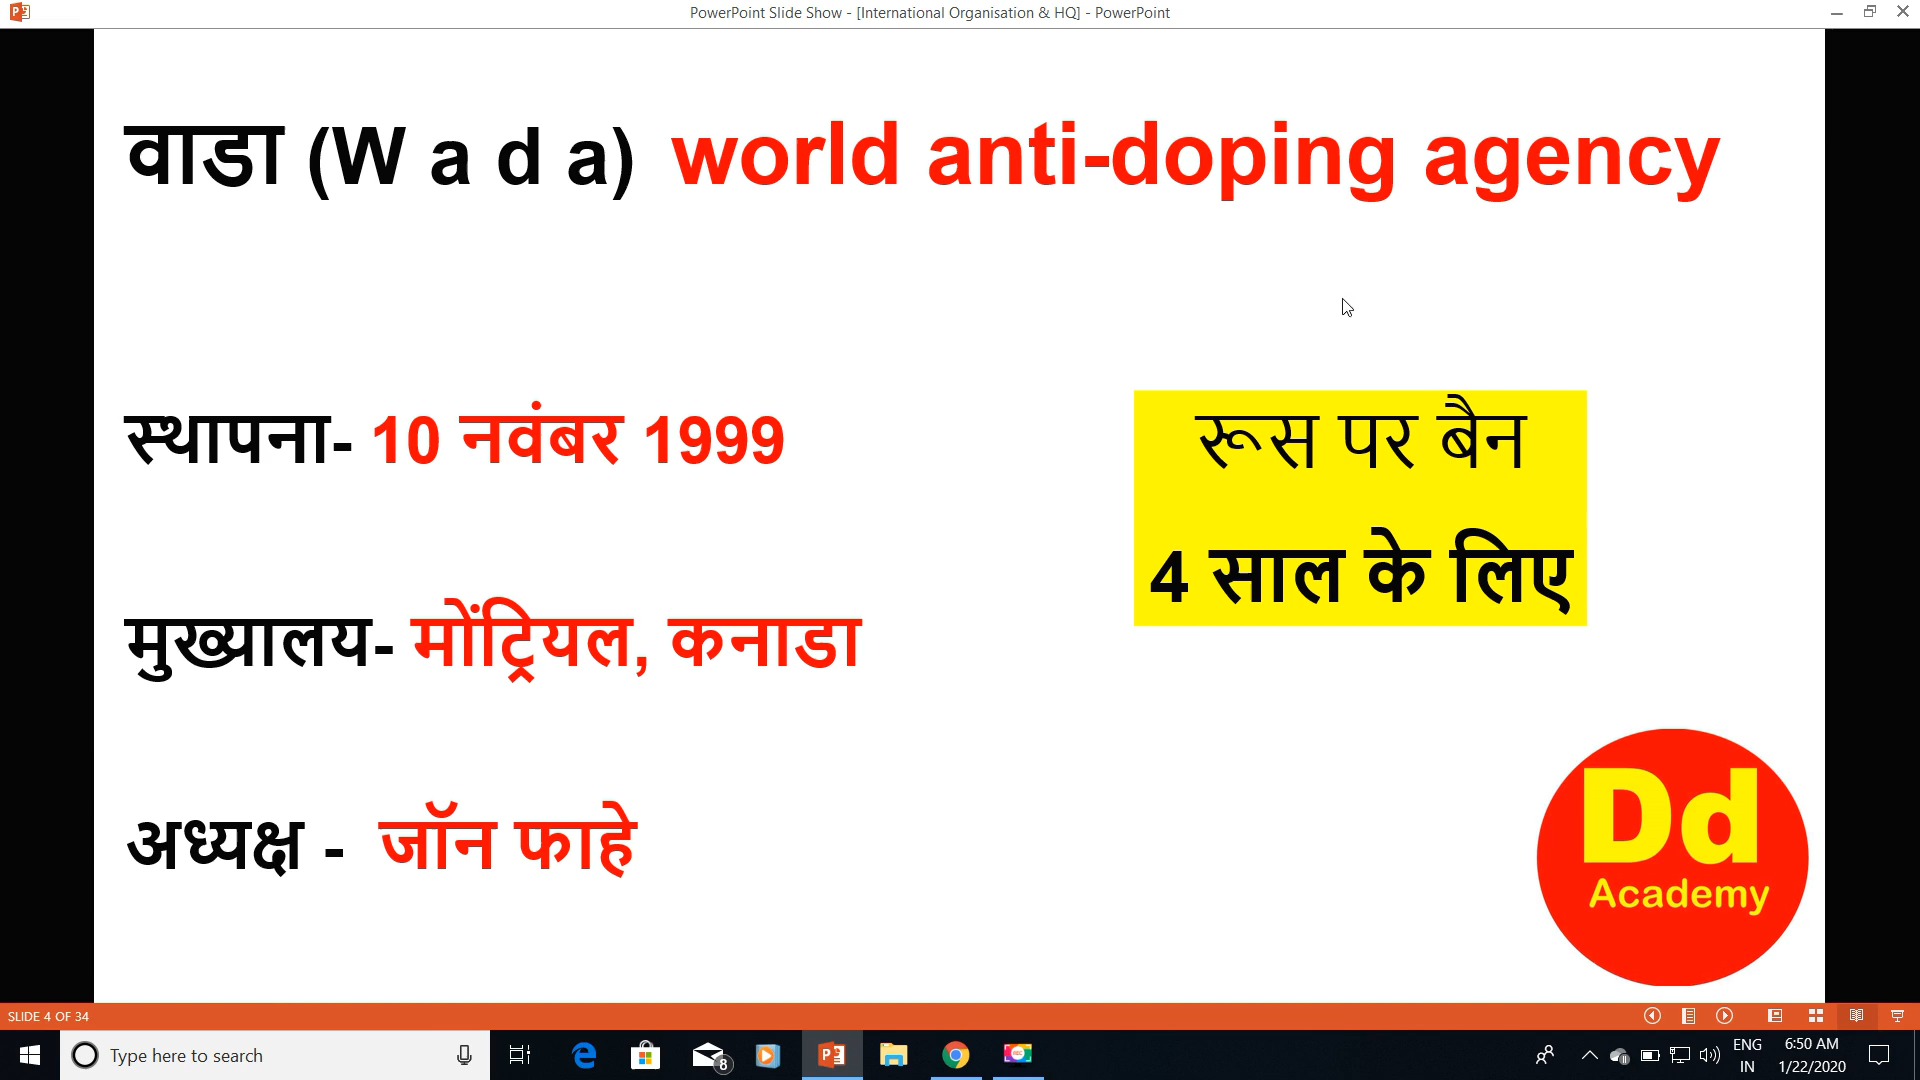 PowerPoint Slide Show - [International Organisation & HQ] - PowerPoint
वाडा (W a d a) world anti-doping agency
स्थापना- 10 नवंबर 1999
रूस पर बैन
4 साल के लिए
मुख्यालय- मोंट्रियल, कनाडा
अध्यक्ष - जॉन फाहे
Dd
Academy
SLIDE 4 OF 34
Type here to search
8
ENG
IN
6:50 AM
1/22/2020